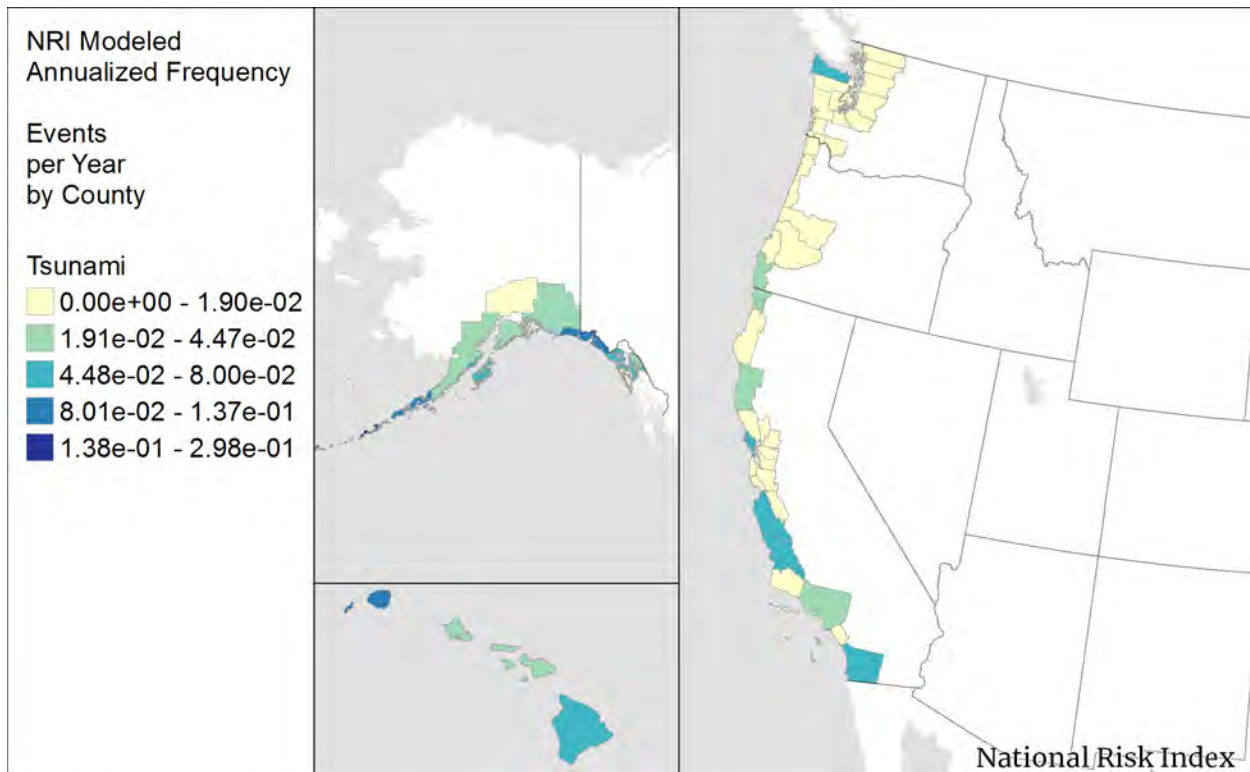 NRI Modeled
Annualized Frequency
Events
per Year
by County
Tsunami
0.00e+00 - 1.90e-02
1.91e-02 - 4.47e-02
4.48e-02 - 8.00e-02
8.01e-02 - 1.37e-01
1.38e-01 - 2.98e-01
National Risk Index